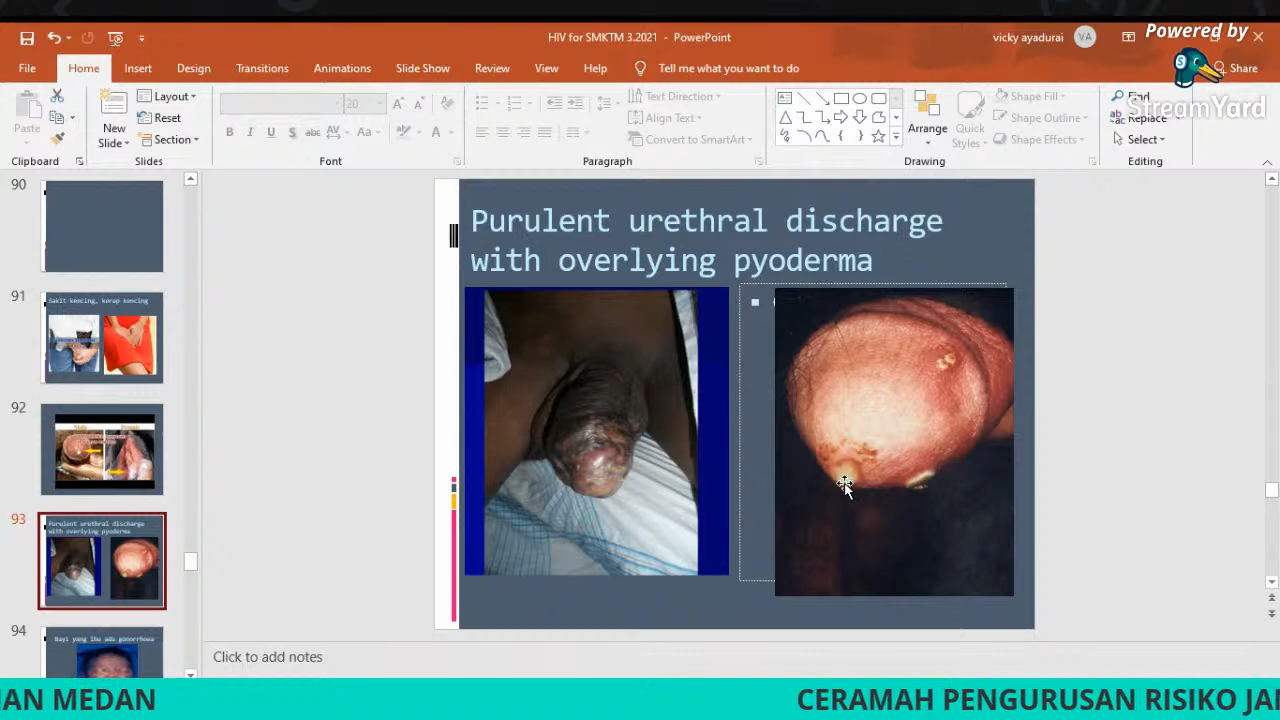 HIV for SMKTM 3.2021 - PowerPoint
vicky ayadurai
VA
Powered by
StreamYard
File
Home
Insert
Design
Transitions
Animations
Slide Show
Review
View
Help
Tell me what you want to do
Share
Paste
New
Slide
Layout
Reset
Section
20
B
I
U
S
abc
AV
Aa
A
Text Direction
Align Text
Convert to SmartArt
Arrange
Quick
Styles
Shape Fill
Shape Outline
Shape Effects
Find
Replace
Select
Clipboard
Slides
Font
Paragraph
Drawing
Editing
90
91
Sakit kencing, kerap kencing
92
93
Purulent urethral discharge
with overlying pyoderma
94
Bayi yang ibu ada gonorrhoea
Purulent urethral discharge
with overlying pyoderma
Click to add notes
AN MEDAN
CERAMAH PENGURUSAN RISIKO JA